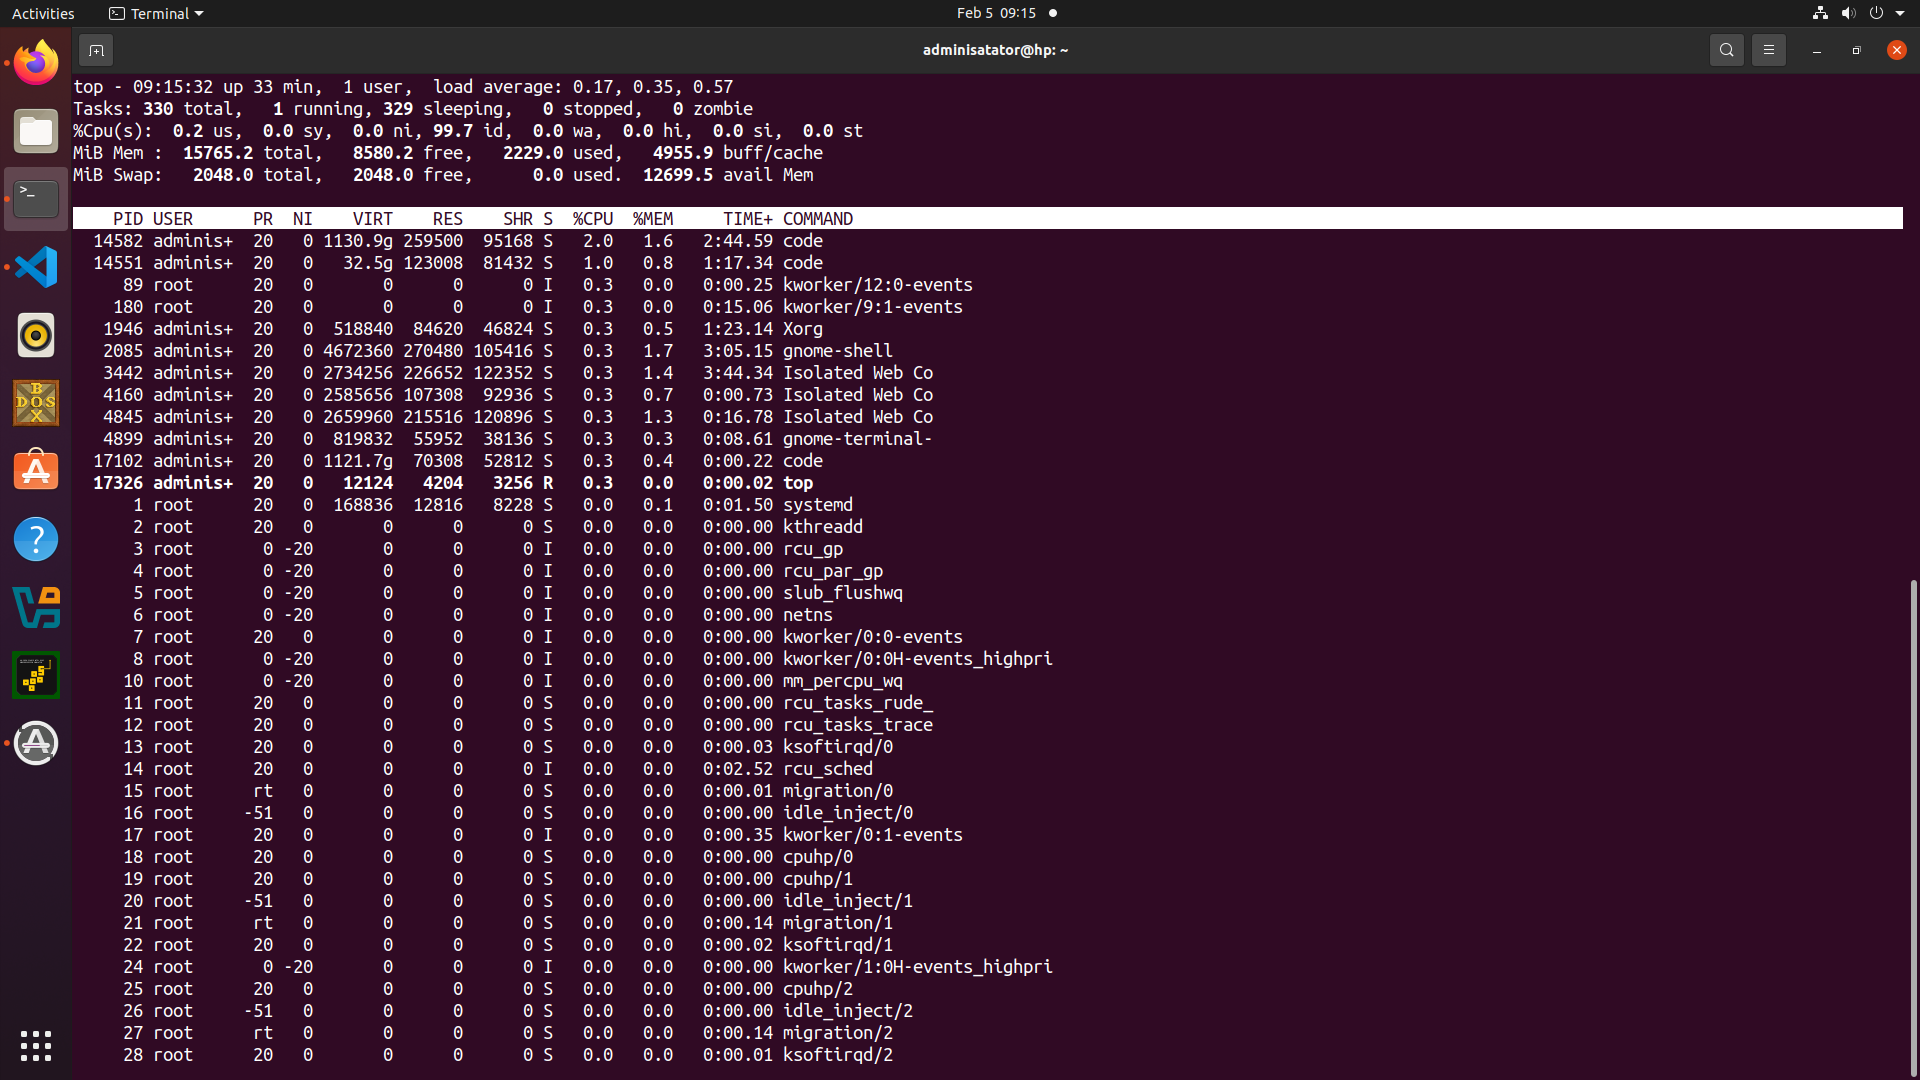 Activities
Terminal
Feb 5 09:15
adminisatator@hp: ~
top - 09:15:32 up 33 min,  1 user,  load average: 0.17, 0.35, 0.57
Tasks: 330 total,   1 running, 329 sleeping,   0 stopped,   0 zombie
%Cpu(s):  0.2 us,  0.0 sy,  0.0 ni, 99.7 id,  0.0 wa,  0.0 hi,  0.0 si,  0.0 st
MiB Mem :  15765.2 total,   8580.2 free,   2229.0 used,   4955.9 buff/cache
MiB Swap:   2048.0 total,   2048.0 free,      0.0 used.  12699.5 avail Mem
PID USER PR NI VIRT RES SHR S %CPU %MEM TIME+ COMMAND
14582 adminis+ 20 0 1130.9g 259500 95168 S 2.0 1.6 2:44.59 code
14551 adminis+ 20 0 32.5g 123008 81432 S 1.0 0.8 1:17.34 code
89 root 20 0 0 0 0 I 0.3 0.0 0:00.25 kworker/12:0-events
180 root 20 0 0 0 0 I 0.3 0.0 0:15.06 kworker/9:1-events
1946 adminis+ 20 0 518840 84620 46824 S 0.3 0.5 1:23.14 Xorg
2085 adminis+ 20 0 4672360 270480 105416 S 0.3 1.7 3:05.15 gnome-shell
3442 adminis+ 20 0 2734256 226652 122352 S 0.3 1.4 3:44.34 Isolated Web Co
4160 adminis+ 20 0 2585656 107308 92936 S 0.3 0.7 0:00.73 Isolated Web Co
4845 adminis+ 20 0 2659960 215516 120896 S 0.3 1.3 0:16.78 Isolated Web Co
4899 adminis+ 20 0 819832 55952 38136 S 0.3 0.3 0:08.61 gnome-terminal-
17102 adminis+ 20 0 1121.7g 70308 52812 S 0.3 0.4 0:00.22 code
17326 adminis+ 20 0 12124 4204 3256 R 0.3 0.0 0:00.02 top
1 root 20 0 168836 12816 8228 S 0.0 0.1 0:01.50 systemd
2 root 20 0 0 0 0 S 0.0 0.0 0:00.00 kthreadd
3 root 0 -20 0 0 0 I 0.0 0.0 0:00.00 rcu_gp
4 root 0 -20 0 0 0 I 0.0 0.0 0:00.00 rcu_par_gp
5 root 0 -20 0 0 0 I 0.0 0.0 0:00.00 slub_flushwq
6 root 0 -20 0 0 0 I 0.0 0.0 0:00.00 netns
7 root 20 0 0 0 0 I 0.0 0.0 0:00.00 kworker/0:0-events
8 root 0 -20 0 0 0 I 0.0 0.0 0:00.00 kworker/0:0H-events_highpri
10 root 0 -20 0 0 0 I 0.0 0.0 0:00.00 mm_percpu_wq
11 root 20 0 0 0 0 S 0.0 0.0 0:00.00 rcu_tasks_rude_
12 root 20 0 0 0 0 S 0.0 0.0 0:00.00 rcu_tasks_trace
13 root 20 0 0 0 0 S 0.0 0.0 0:00.03 ksoftirqd/0
14 root 20 0 0 0 0 I 0.0 0.0 0:02.52 rcu_sched
15 root rt 0 0 0 0 S 0.0 0.0 0:00.01 migration/0
16 root -51 0 0 0 0 S 0.0 0.0 0:00.00 idle_inject/0
17 root 20 0 0 0 0 I 0.0 0.0 0:00.35 kworker/0:1-events
18 root 20 0 0 0 0 S 0.0 0.0 0:00.00 cpuhp/0
19 root 20 0 0 0 0 S 0.0 0.0 0:00.00 cpuhp/1
20 root -51 0 0 0 0 S 0.0 0.0 0:00.00 idle_inject/1
21 root rt 0 0 0 0 S 0.0 0.0 0:00.14 migration/1
22 root 20 0 0 0 0 S 0.0 0.0 0:00.02 ksoftirqd/1
24 root 0 -20 0 0 0 I 0.0 0.0 0:00.00 kworker/1:0H-events_highpri
25 root 20 0 0 0 0 S 0.0 0.0 0:00.00 cpuhp/2
26 root -51 0 0 0 0 S 0.0 0.0 0:00.00 idle_inject/2
27 root rt 0 0 0 0 S 0.0 0.0 0:00.14 migration/2
28 root 20 0 0 0 0 S 0.0 0.0 0:00.01 ksoftirqd/2
>_
B
DOS
X
?